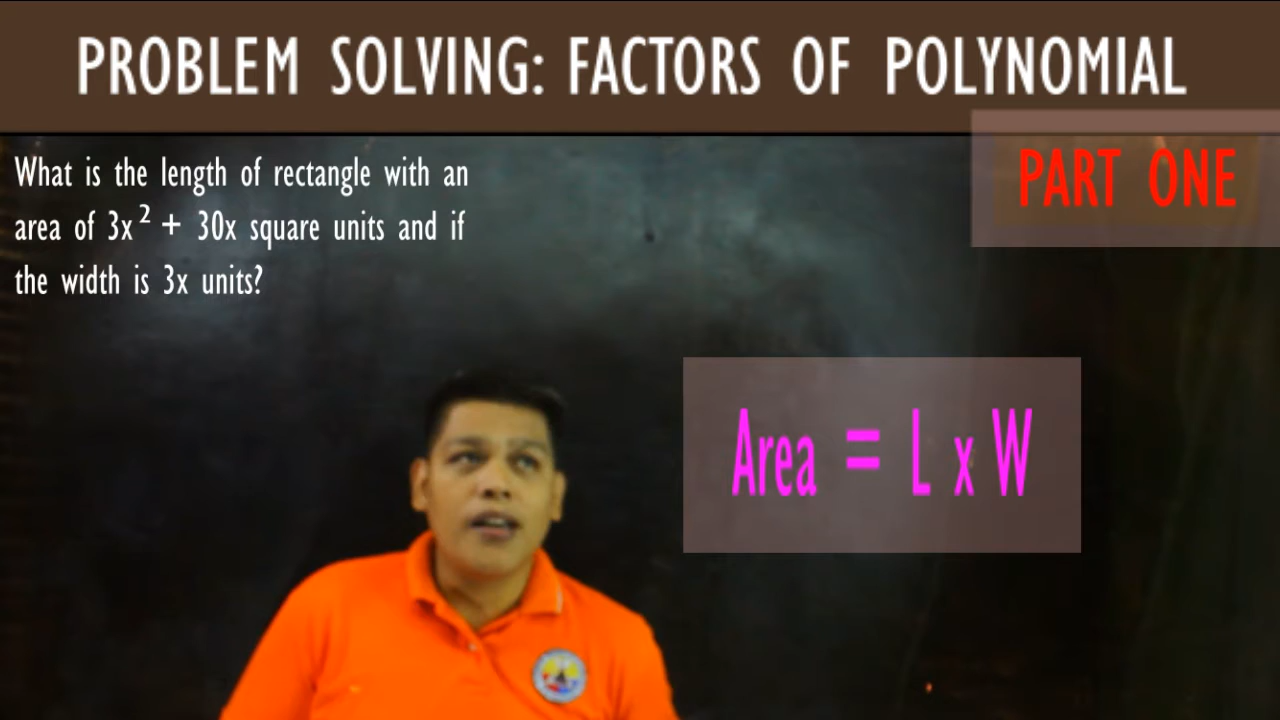 PROBLEM SOLVING: FACTORS OF POLYNOMIAL
PART ONE
What is the length of rectangle with an
area of 3x² + 30x square units and if
the width is 3x units?
Area = L x W